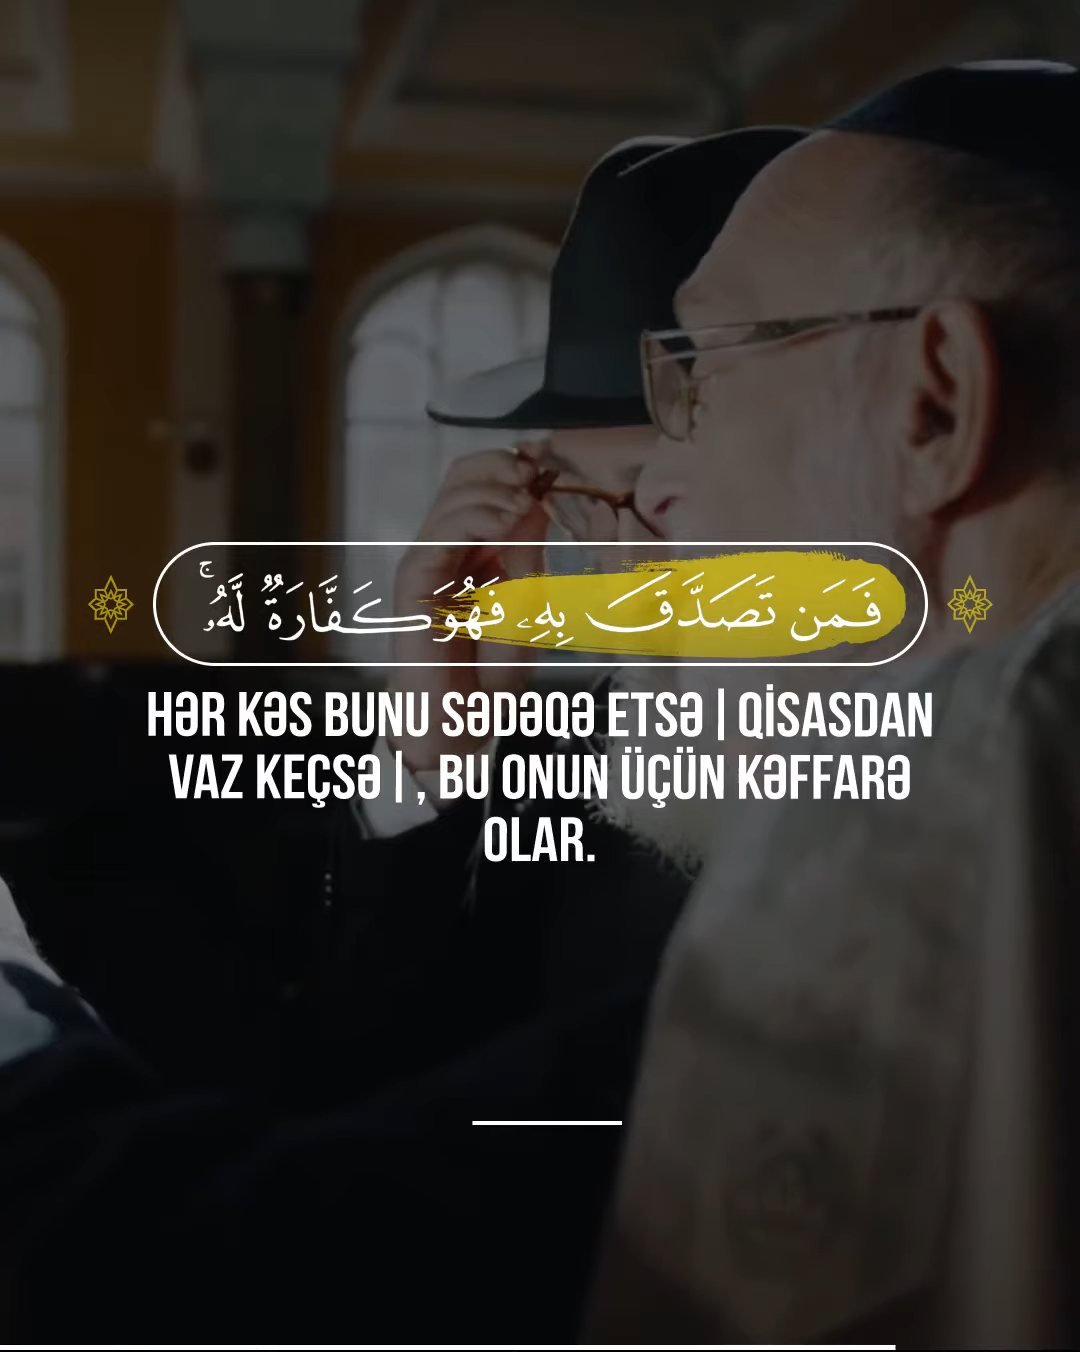 فَمَن تَصَدَّقَ بِهِۦ فَهُوَ كَفَّارَةٌ لَّهُۥ ۚ
HƏR KƏS BUNU SƏDƏQƏ ETSƏ | QİSASDAN
VAZ KEÇSƏ | , BU ONUN ÜÇÜN KƏFFARƏ
OLAR.